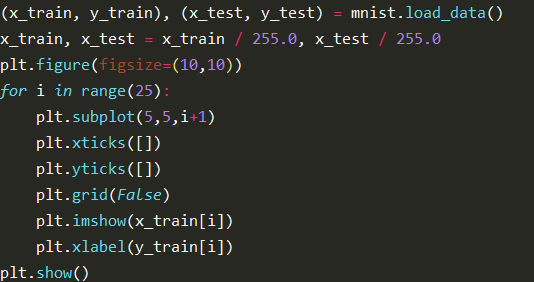 (x_train, y_train), (x_test, y_test) = mnist.load_data()
x_train, x_test = x_train / 255.0, x_test / 255.0
plt.figure(figsize=(10,10))
for i in range(25):
    plt.subplot(5,5,i+1)
    plt.xticks([])
    plt.yticks([])
    plt.grid(False)
    plt.imshow(x_train[i])
    plt.xlabel(y_train[i])
plt.show()